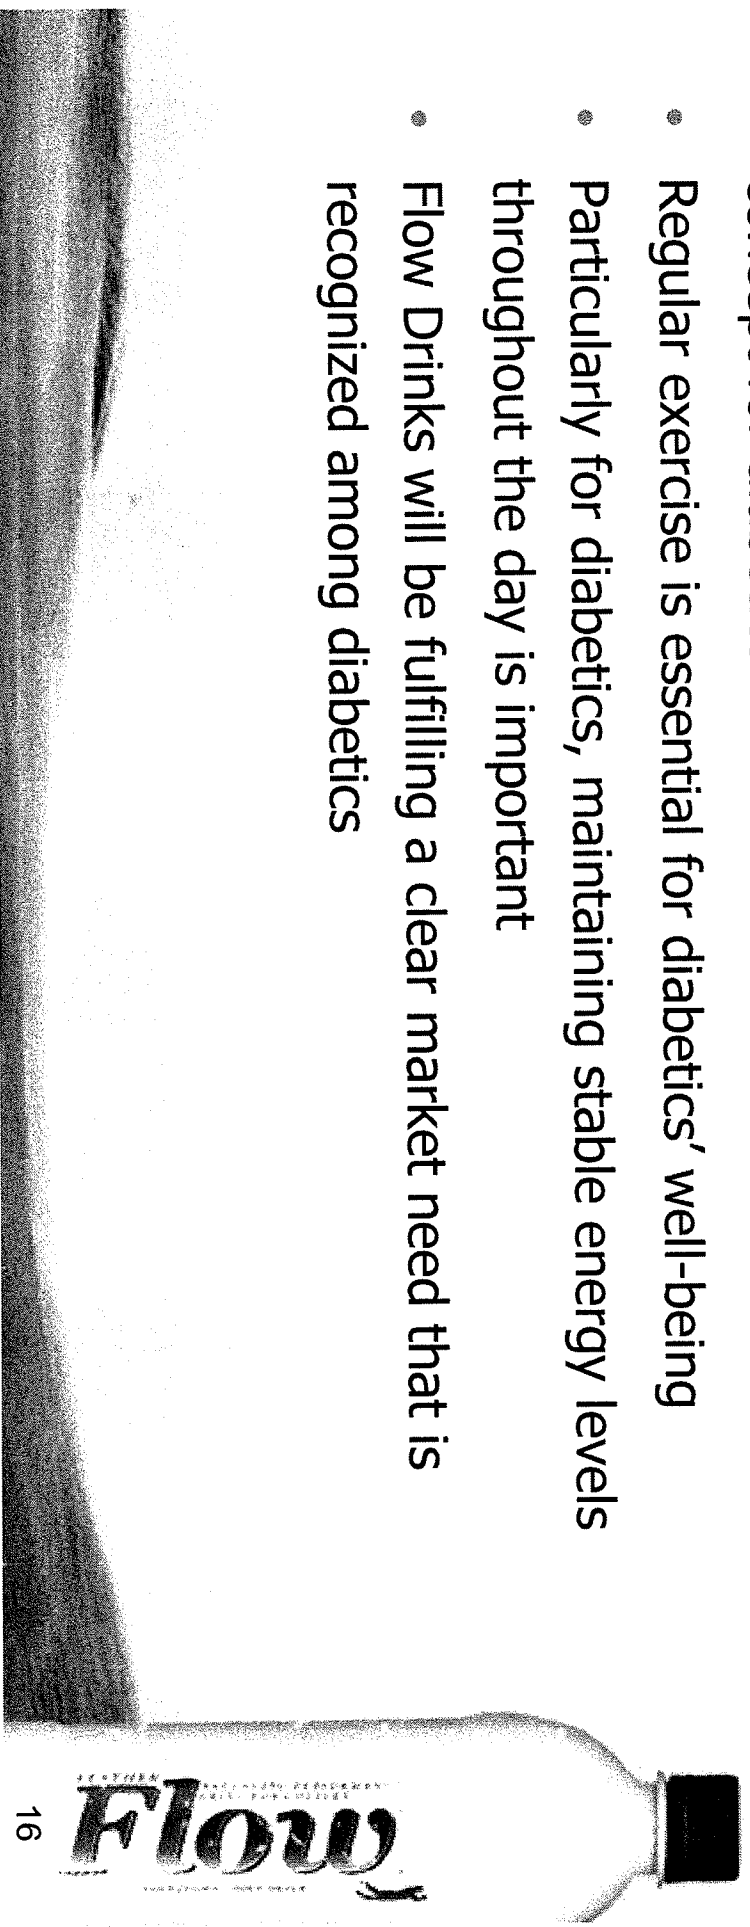 • Regular exercise is essential for diabetics’ well-being
• Particularly for diabetics, maintaining stable energy levels
throughout the day is important
• Flow Drinks will be fulfilling a clear market need that is
recognized among diabetics
Flow
16